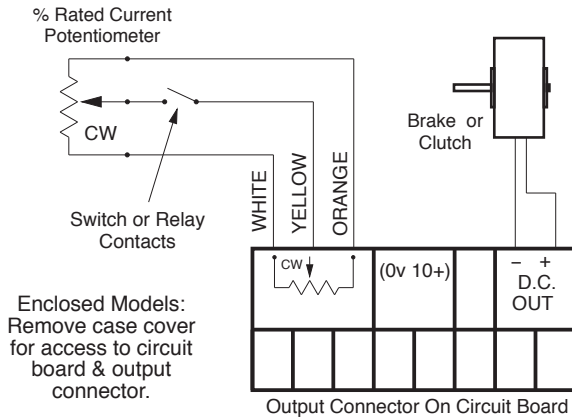 % Rated Current
Potentiometer
CW
Switch or Relay
Contacts
WHITE
YELLOW
ORANGE
Brake or
Clutch
CW
(0v 10+)
– +
D.C.
OUT
Enclosed Models:
Remove case cover
for access to circuit
board & output
connector.
Output Connector On Circuit Board